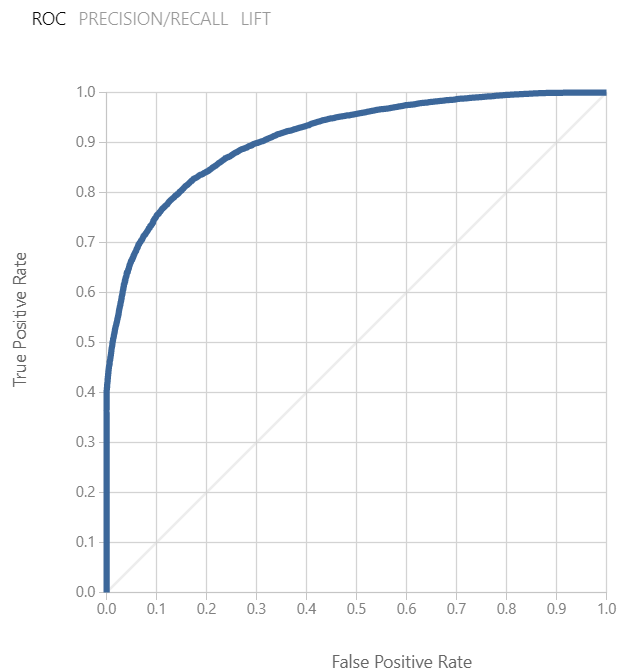 ROC PRECISION/RECALL LIFT
True Positive Rate
1.0
0.9
0.8
0.7
0.6
0.5
0.4
0.3
0.2
0.1
0.0
0.0 0.1 0.2 0.3 0.4 0.5 0.6 0.7 0.8 0.9 1.0
False Positive Rate